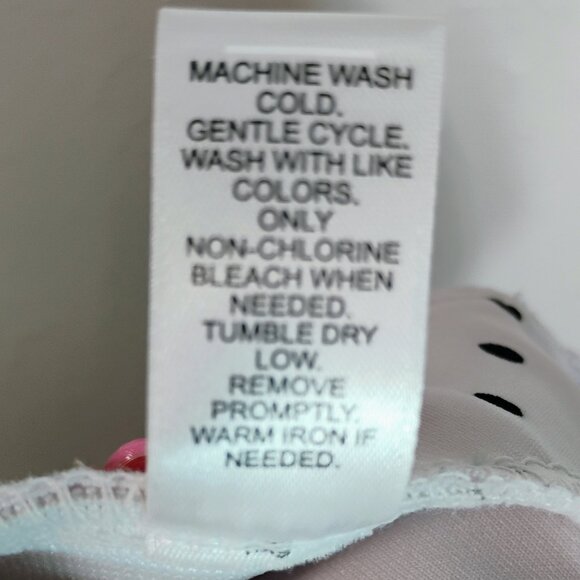 MACHINE WASH
COLD.
GENTLE CYCLE.
WASH WITH LIKE
COLORS.
ONLY
NON-CHLORINE
BLEACH WHEN
NEEDED.
TUMBLE DRY
LOW.
REMOVE
PROMPTLY.
WARM IRON IF
NEEDED.